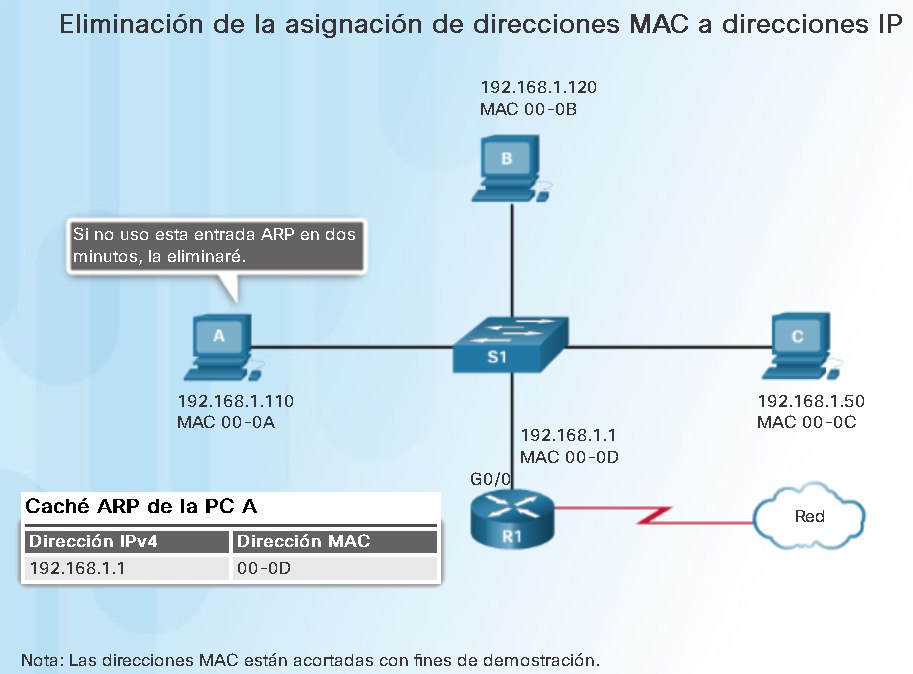 Eliminación de la asignación de direcciones MAC a direcciones IP
192.168.1.120
MAC 00-0B
B
Si no uso esta entrada ARP en dos
minutos, la eliminaré.
A
S1
C
192.168.1.110
MAC 00-0A
192.168.1.50
MAC 00-0C
192.168.1.1
MAC 00-0D
G0/0
R1
Red
Caché ARP de la PC A
Dirección IPv4 Dirección MAC
192.168.1.1 00-0D
Nota: Las direcciones MAC están acortadas con fines de demostración.